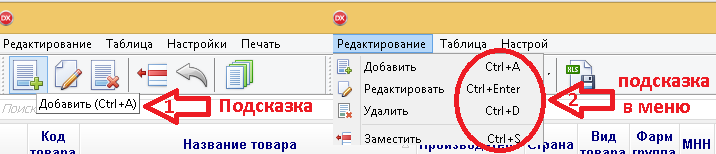 DX
Редактирование Таблица Настройки Печать
Поиск
Добавить (Ctrl+A)
1 Подсказка
Код товара
Название товара
DX
Редактирование Таблица Настрой
Добавить Ctrl+A
Редактировать Ctrl+Enter
Удалить Ctrl+D
Заместить Ctrl+S
XLS
2 подсказка
в меню
Страна
Вид товара
Фарм группа
МНН